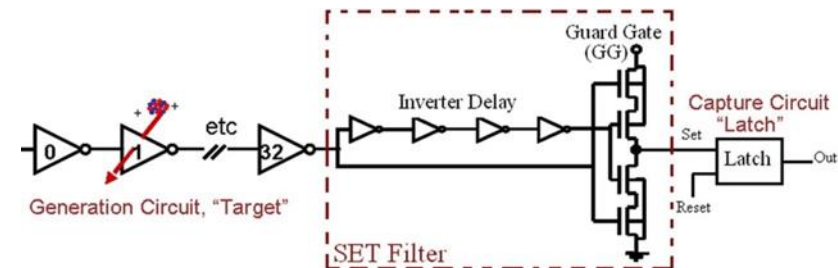 Guard Gate
(GG)
Inverter Delay
Capture Circuit
"Latch"
etc
Set
0
1
32
Latch
Out
Generation Circuit, "Target"
Reset
SET Filter